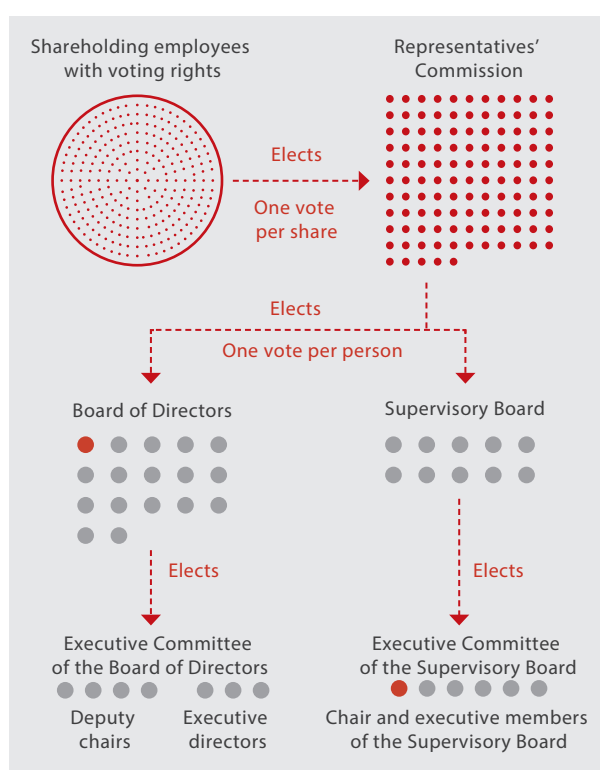 Shareholding employees
with voting rights
Representatives’
Commission
Elects
One vote
per share
Elects
One vote per person
Board of Directors
Supervisory Board
Elects
Elects
Executive Committee
of the Board of Directors
Executive Committee
of the Supervisory Board
Deputy
chairs
Executive
directors
Chair and executive members
of the Supervisory Board